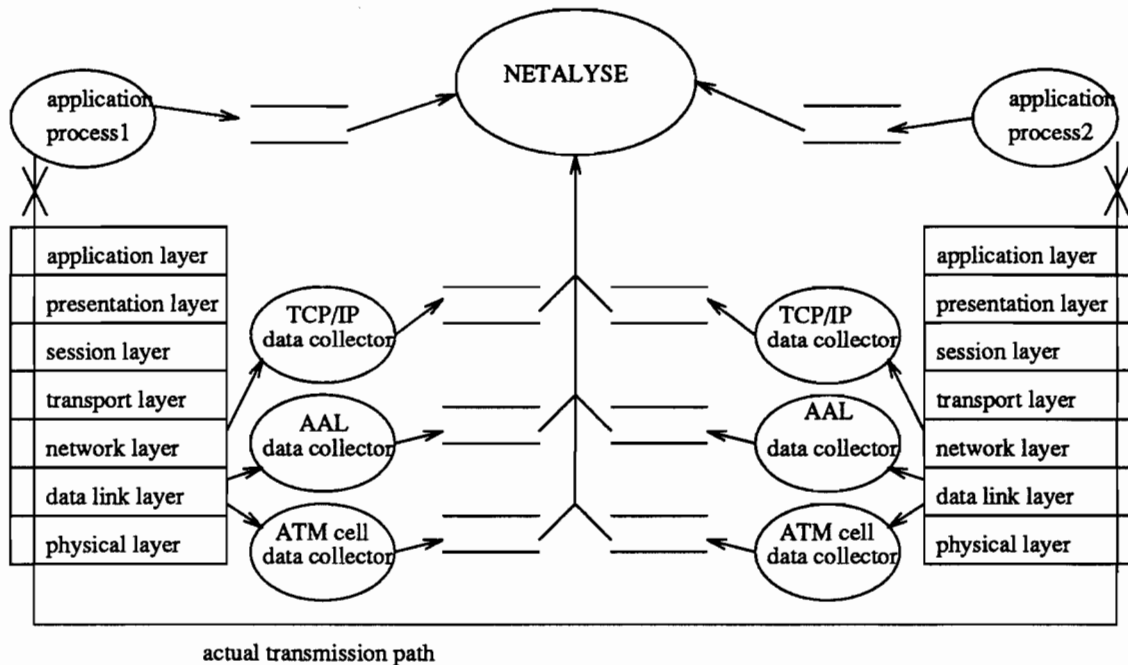 NETALYSE
application
process1
application
process2
application layer
presentation layer
session layer
transport layer
network layer
data link layer
physical layer
TCP/IP
data collector
AAL
data collector
ATM cell
data collector
TCP/IP
data collector
AAL
data collector
ATM cell
data collector
application layer
presentation layer
session layer
transport layer
network layer
data link layer
physical layer
actual transmission path